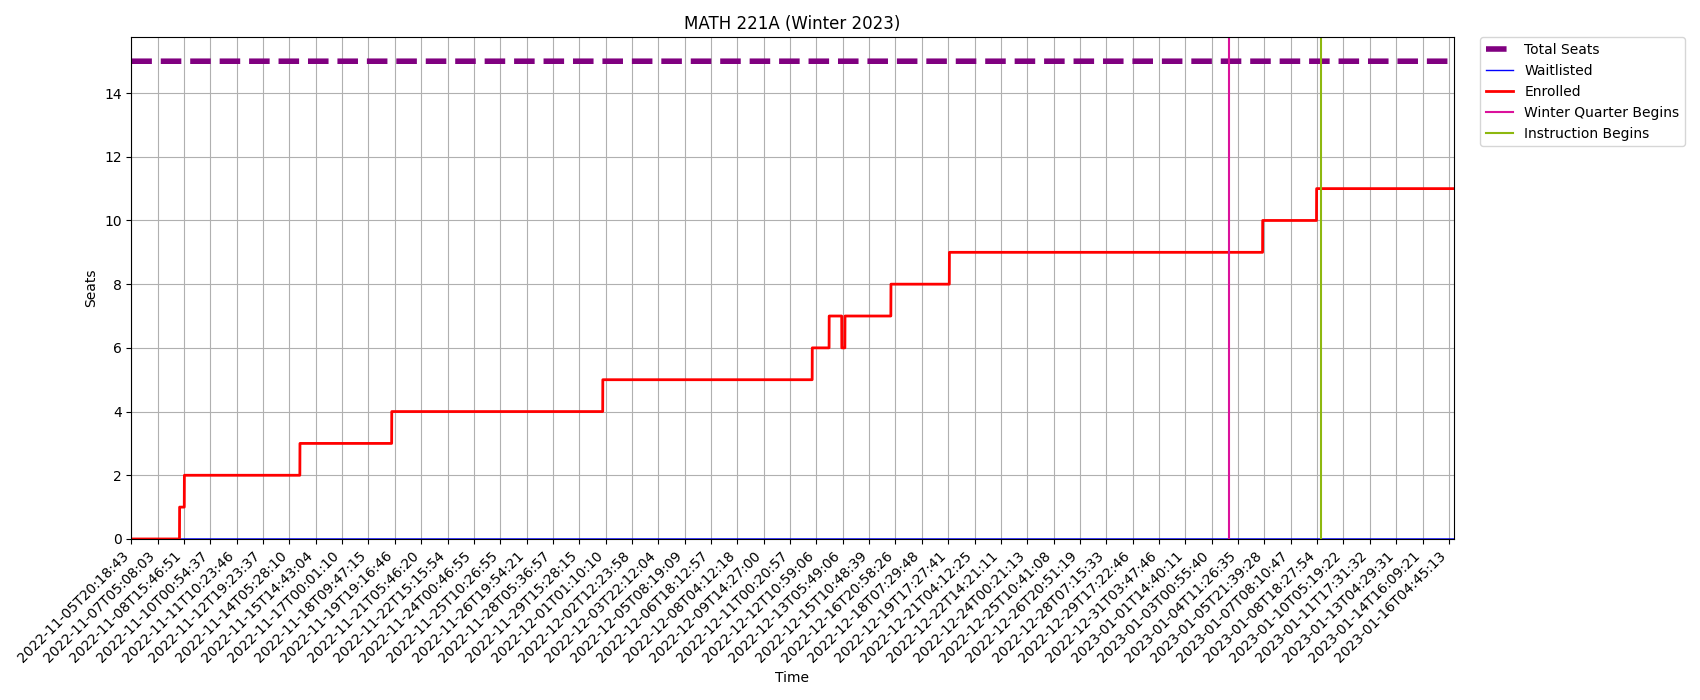 MATH 221A (Winter 2023)
Total Seats
Waitlisted
Enrolled
Winter Quarter Begins
Instruction Begins
Seats
14
12
10
8
6
4
2
0
2022-11-05T20:18:43
2022-11-07T05:08:03
2022-11-08T15:46:51
2022-11-10T00:54:37
2022-11-11T10:23:46
2022-11-12T19:23:37
2022-11-14T05:28:10
2022-11-15T14:43:04
2022-11-17T00:01:10
2022-11-18T09:47:15
2022-11-19T19:16:46
2022-11-21T05:46:20
2022-11-22T15:15:54
2022-11-24T00:46:55
2022-11-25T10:26:55
2022-11-26T19:54:21
2022-11-28T05:36:57
2022-11-29T15:28:15
2022-12-01T01:10:10
2022-12-02T12:23:58
2022-12-03T22:12:04
2022-12-05T08:19:09
2022-12-06T18:12:57
2022-12-08T04:12:18
2022-12-09T14:27:00
2022-12-11T00:20:57
2022-12-12T10:59:06
2022-12-13T05:49:06
2022-12-15T10:48:39
2022-12-16T20:58:26
2022-12-18T07:29:48
2022-12-19T17:27:41
2022-12-21T04:12:25
2022-12-22T14:21:11
2022-12-24T00:21:13
2022-12-25T10:41:08
2022-12-26T20:51:19
2022-12-28T07:15:33
2022-12-29T17:22:46
2022-12-31T03:47:46
2023-01-01T14:40:11
2023-01-03T00:55:40
2023-01-04T11:26:35
2023-01-05T21:39:28
2023-01-07T08:10:47
2023-01-08T18:27:54
2023-01-10T05:19:22
2023-01-11T17:31:32
2023-01-13T04:29:31
2023-01-14T16:09:21
2023-01-16T04:45:13
Time